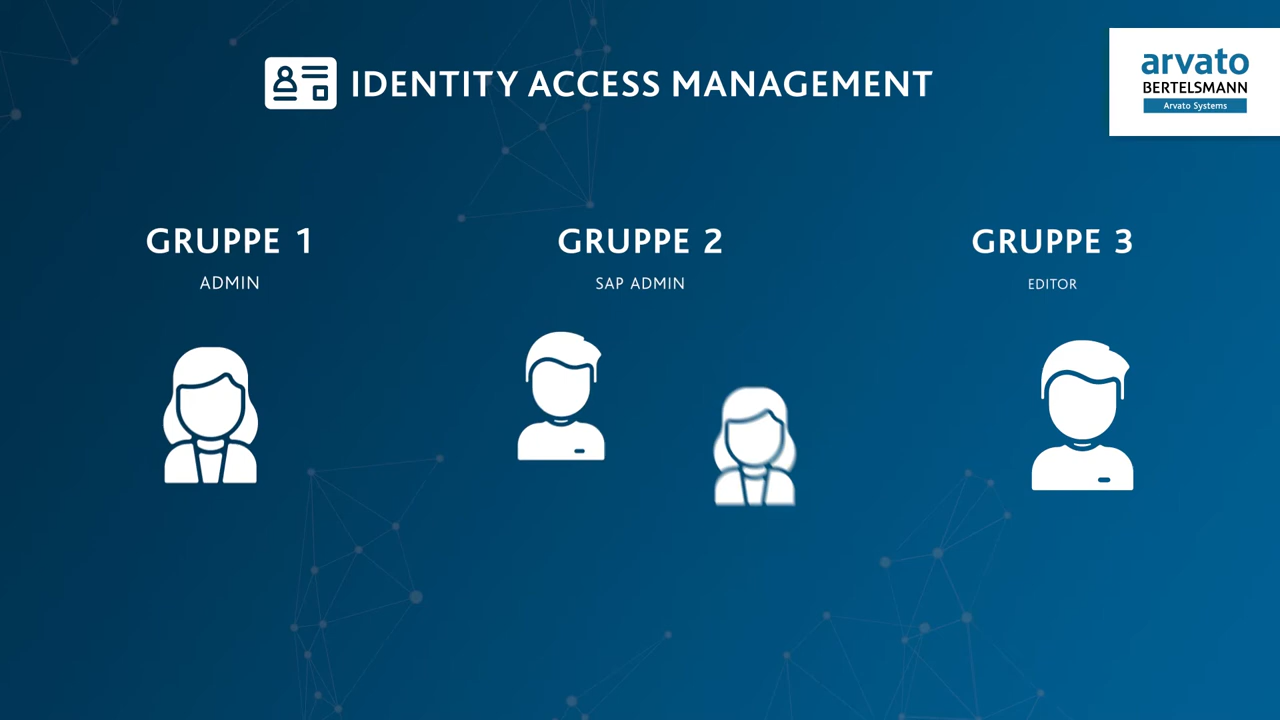 IDENTITY ACCESS MANAGEMENT
arvato
BERTELSMANN
Arvato Systems
GRUPPE 1
ADMIN
GRUPPE 2
SAP ADMIN
GRUPPE 3
EDITOR